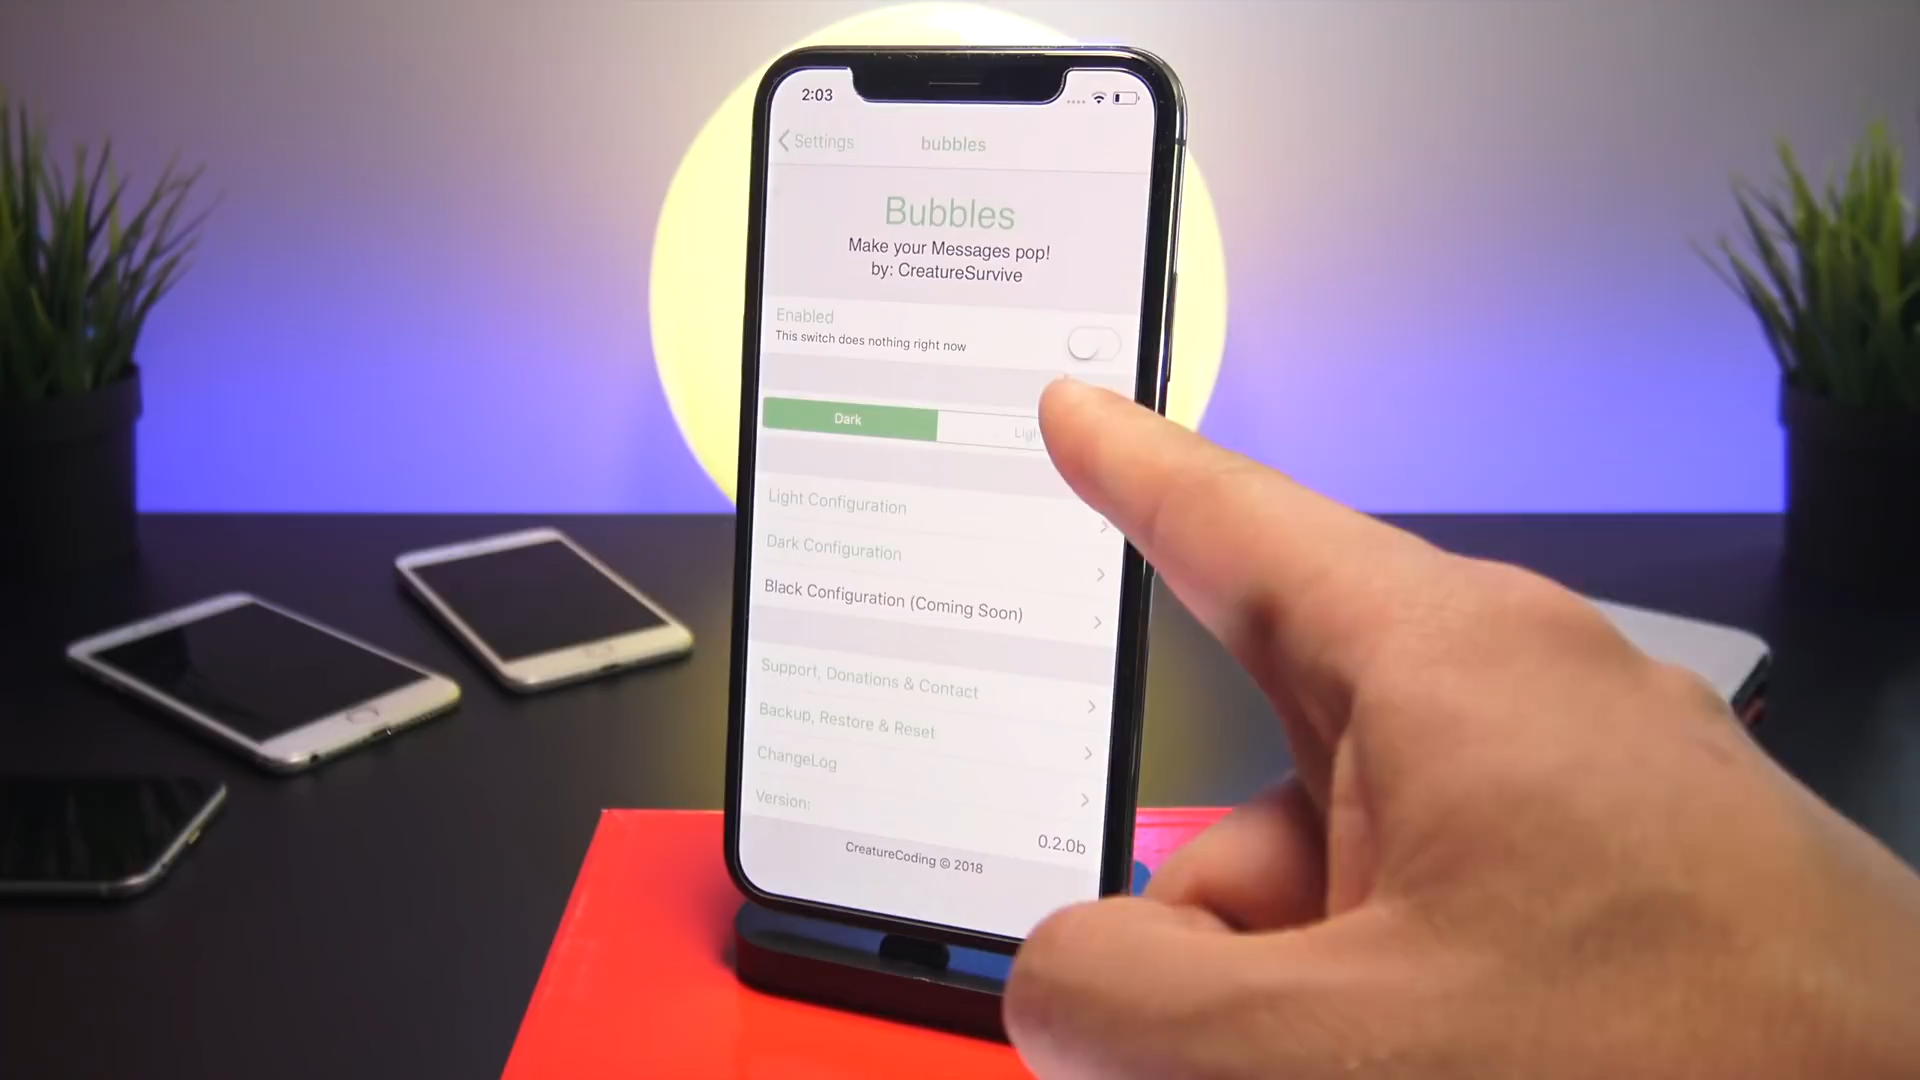 2:03
Settings
bubbles
Bubbles
Make your Messages pop!
by: CreatureSurvive
Enabled
This switch does nothing right now
Dark
Ligh
Light Configuration
Dark Configuration
Black Configuration (Coming Soon)
Support, Donations & Contact
Backup, Restore & Reset
ChangeLog
Version:
0.2.0b
CreatureCoding © 2018